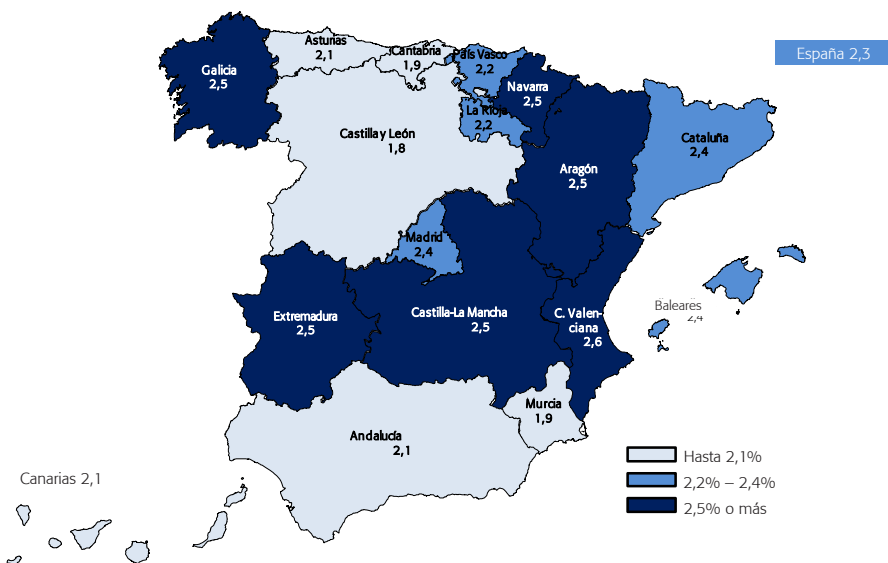 Asturias
2,1
Cantabria
1,9
País Vasco
2,2
España 2,3
Galicia
2,5
Navarra
2,5
La Rioja
2,2
Castilla y León
1,8
Cataluña
2,4
Aragón
2,5
Madrid
2,4
Baleares
2,4
Extremadura
2,5
Castilla-La Mancha
2,5
C. Valen-
ciana
2,6
Murcia
1,9
Andalucía
2,1
Canarias 2,1
Hasta 2,1%
2,2% – 2,4%
2,5% o más